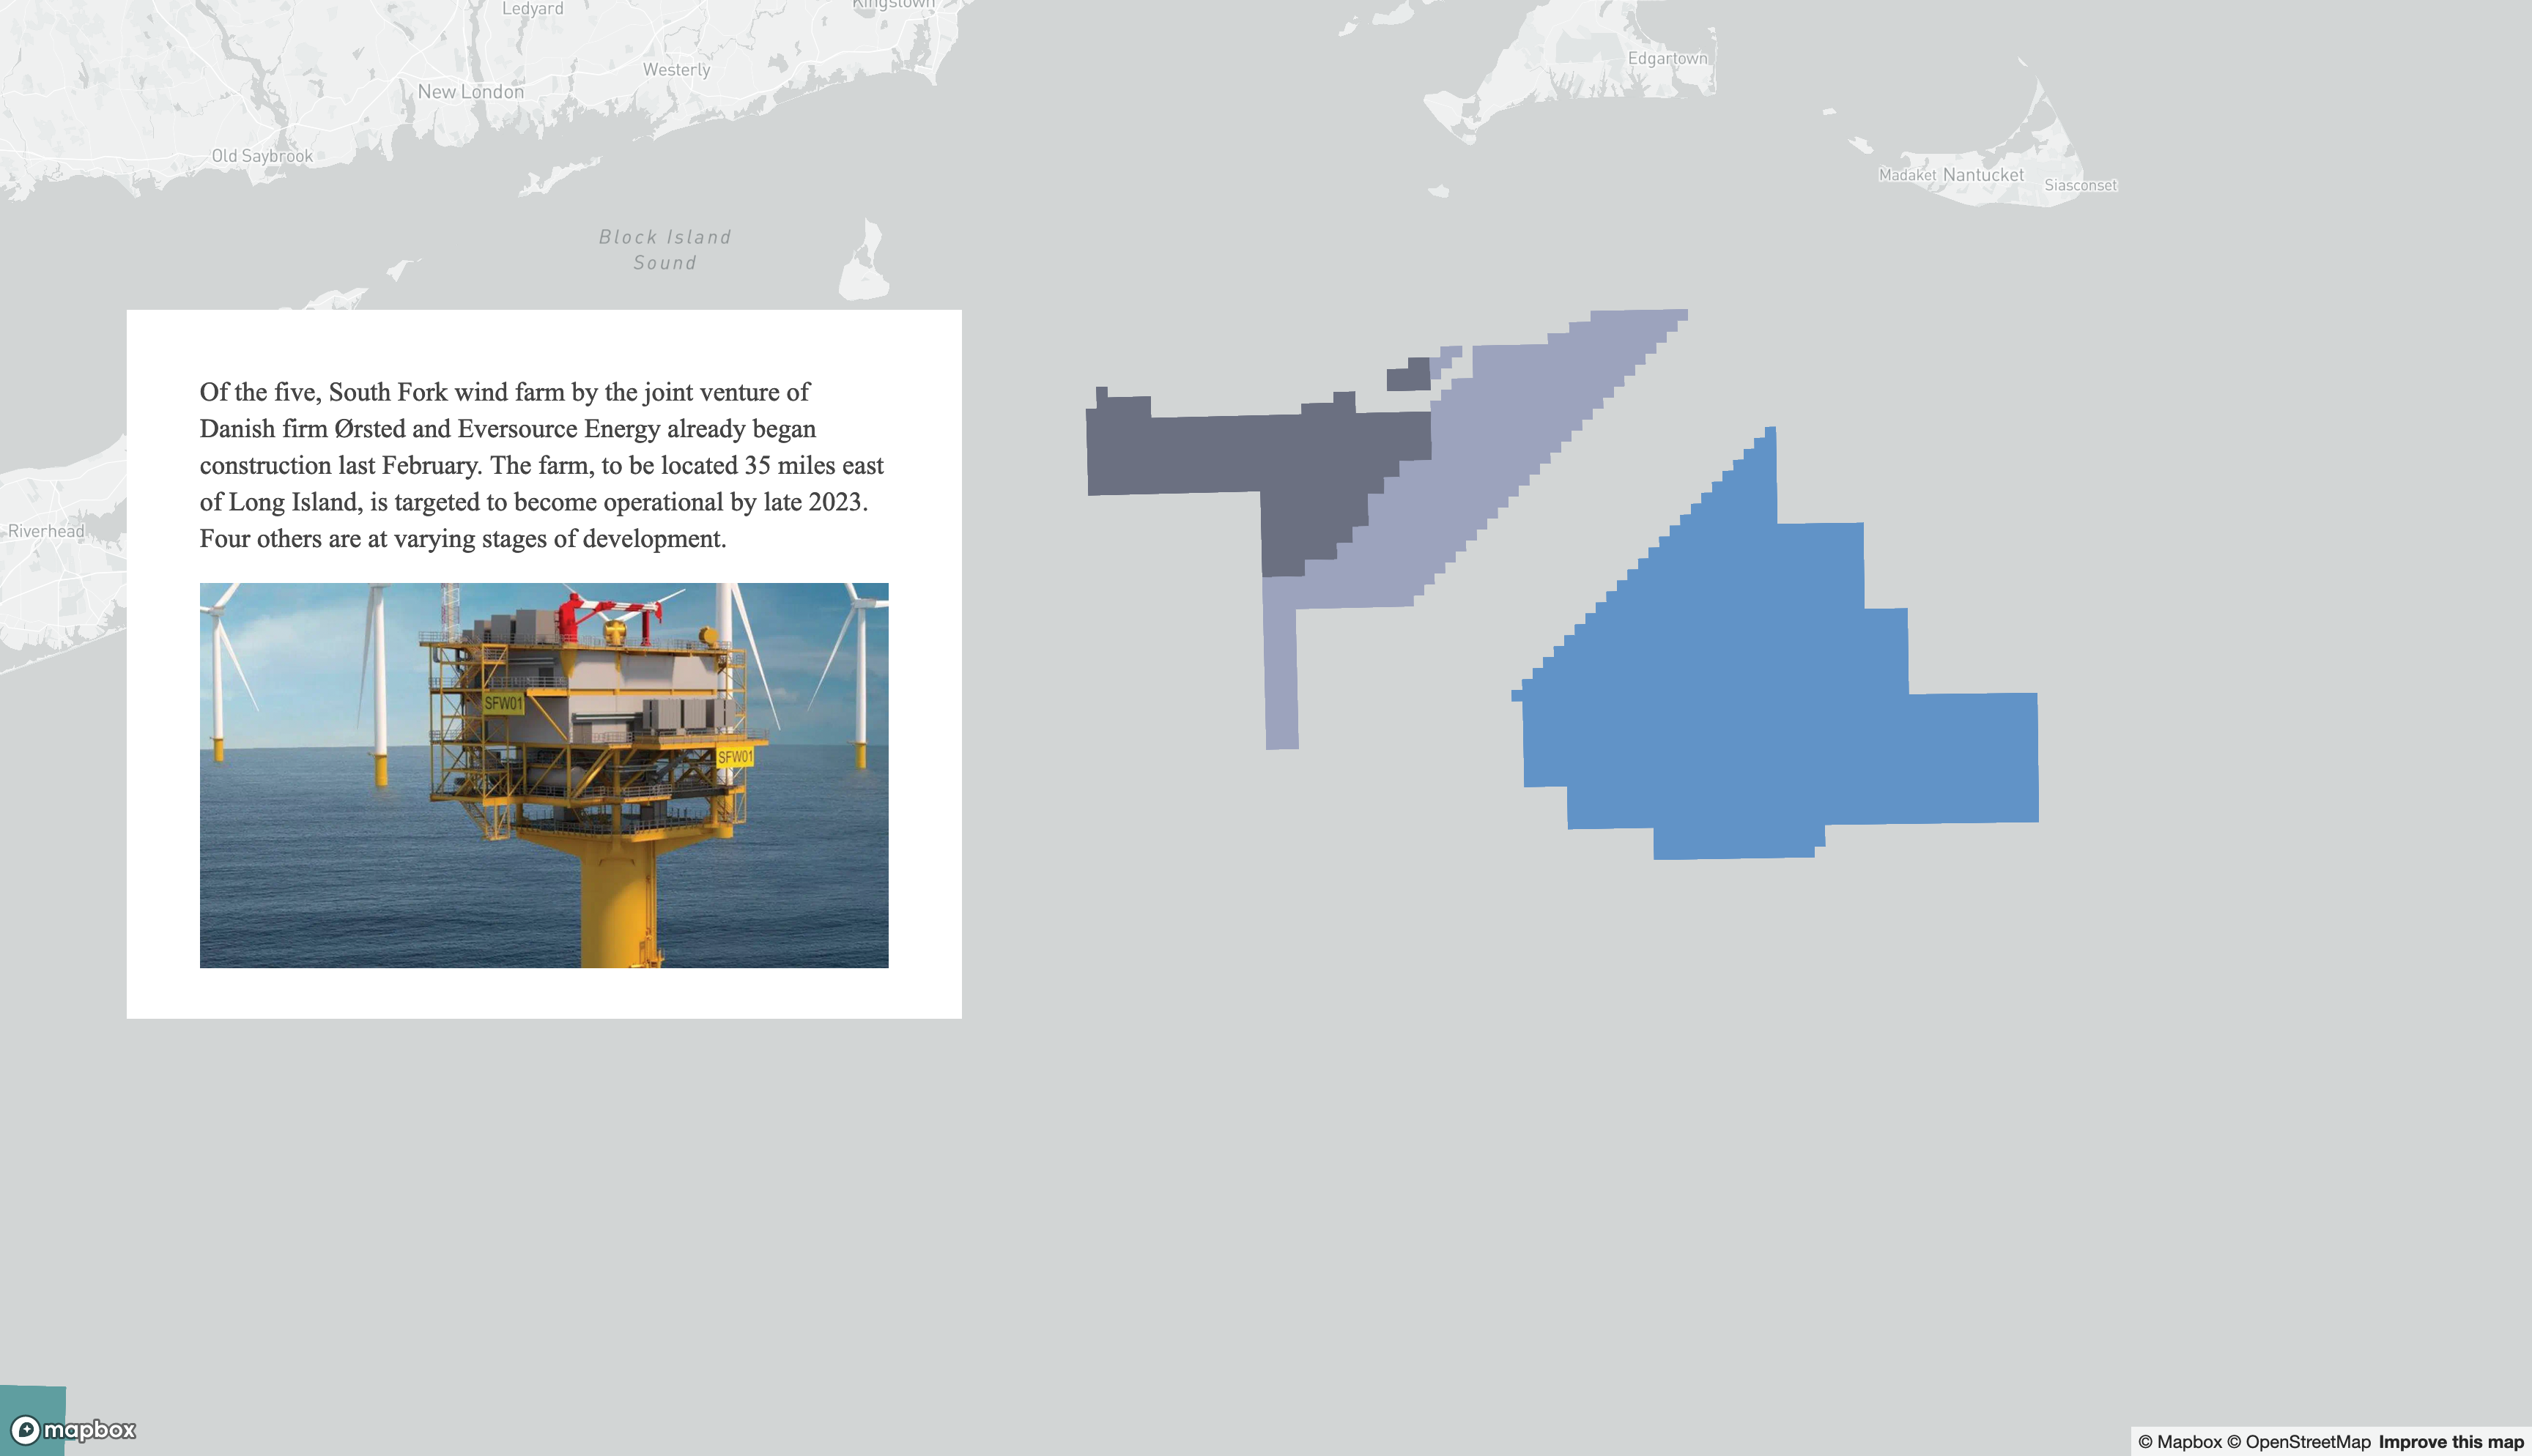 Ledyard
Kingstown
Westerly
New London
Old Saybrook
Edgartown
Madaket
Nantucket
Siasconset
Block Island
Sound
Riverhead
Of the five, South Fork wind farm by the joint venture of
Danish firm Ørsted and Eversource Energy already began
construction last February. The farm, to be located 35 miles east
of Long Island, is targeted to become operational by late 2023.
Four others are at varying stages of development.
SFW01
SFW01
mapbox
© Mapbox © OpenStreetMap Improve this map